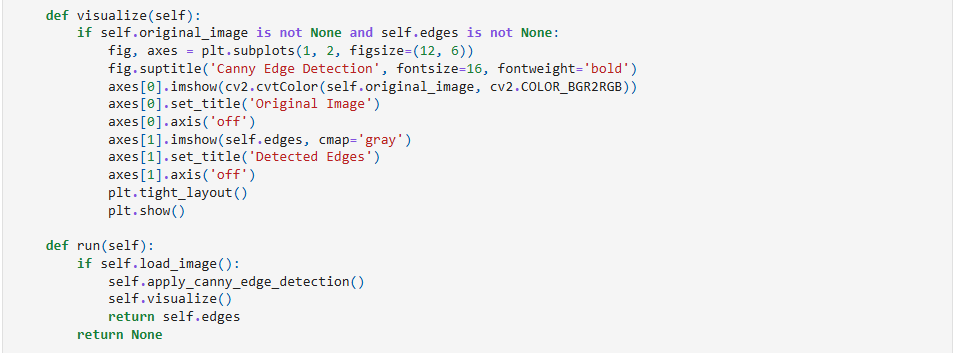 def visualize(self):
    if self.original_image is not None and self.edges is not None:
        fig, axes = plt.subplots(1, 2, figsize=(12, 6))
        fig.suptitle('Canny Edge Detection', fontsize=16, fontweight='bold')
        axes[0].imshow(cv2.cvtColor(self.original_image, cv2.COLOR_BGR2RGB))
        axes[0].set_title('Original Image')
        axes[0].axis('off')
        axes[1].imshow(self.edges, cmap='gray')
        axes[1].set_title('Detected Edges')
        axes[1].axis('off')
        plt.tight_layout()
        plt.show()

def run(self):
    if self.load_image():
        self.apply_canny_edge_detection()
        self.visualize()
        return self.edges
    return None